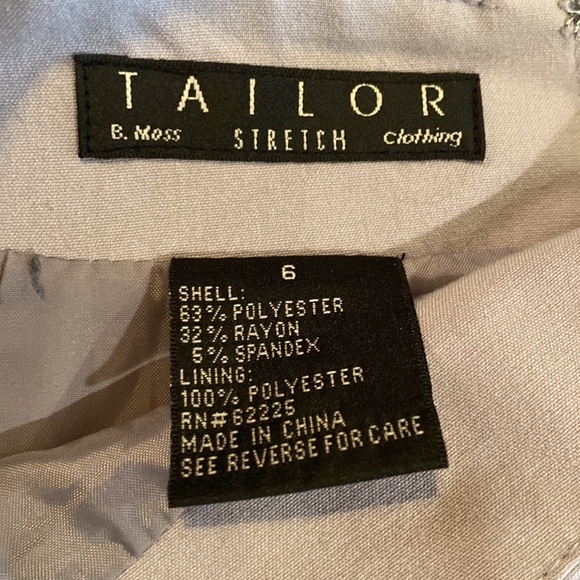 TAILOR
B. Moss STRETCH Clothing
6
SHELL:
63% POLYESTER
32% RAYON
5% SPANDEX
LINING:
100% POLYESTER
RN#62225
MADE IN CHINA
SEE REVERSE FOR CARE